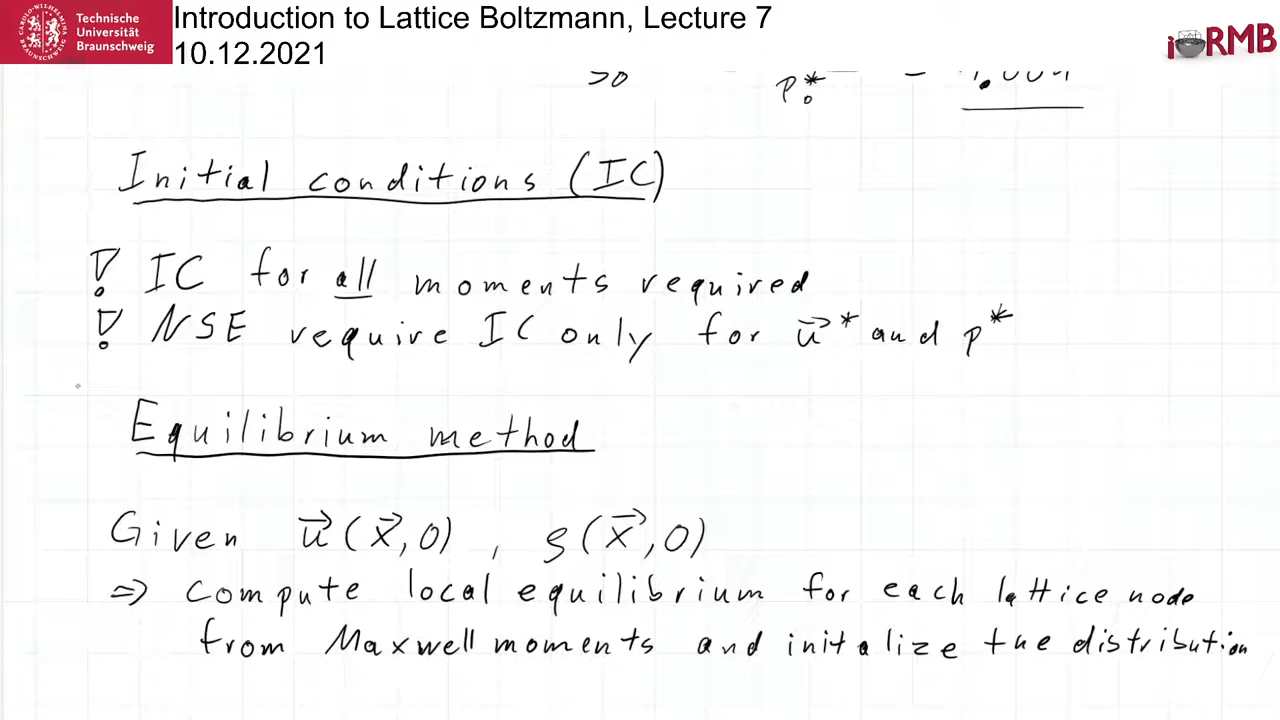 Technische
Universität
Braunschweig
Introduction to Lattice Boltzmann, Lecture 7
10.12.2021
iRMB
So p₀* =
Initial conditions (IC)
! IC for all moments required
! NSE require IC only for u⃗* and p*
Equilibrium method
Given u⃗(x⃗,0) , ρ(x⃗,0)
⇒ compute local equilibrium for each lattice node
from Maxwell moments and initalize the distribution